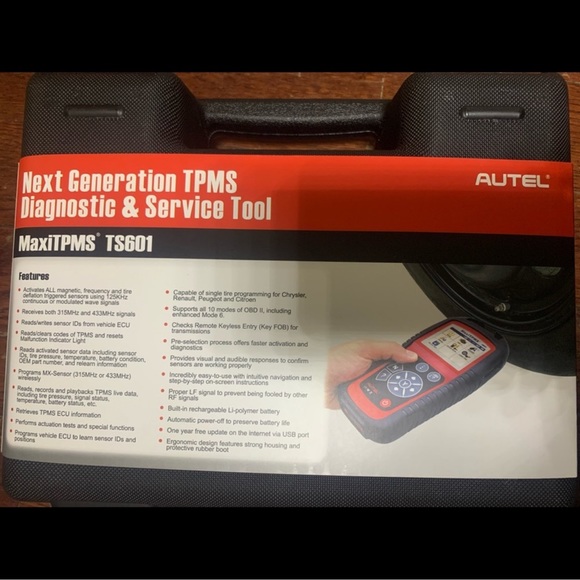 Next Generation TPMS
Diagnostic & Service Tool
AUTEL®
MaxiTPMS® TS601
Features
• Activates ALL magnetic, frequency and tire
deflation triggered sensors using 125KHz
continuous or modulated wave signals
• Receives both 315MHz and 433MHz signals
• Reads/writes sensor IDs from vehicle ECU
• Reads/clears codes of TPMS and resets
Malfunction Indicator Light
• Reads activated sensor data including sensor
IDs, tire pressure, temperature, battery condition,
OEM part number, and relearn information
• Programs MX-Sensor (315MHz or 433MHz)
wirelessly
• Reads, records and playbacks TPMS live data,
including tire pressure, signal status,
temperature, battery status, etc.
• Retrieves TPMS ECU information
• Performs actuation tests and special functions
• Programs vehicle ECU to learn sensor IDs and
positions
• Capable of single tire programming for Chrysler,
Renault, Peugeot and Citroen
• Supports all 10 modes of OBD II, including
enhanced Mode 6.
• Checks Remote Keyless Entry (Key FOB) for
transmissions
• Pre-selection process offers faster activation and
diagnostics
• Provides visual and audible responses to confirm
sensors are working properly
• Incredibly easy-to-use with intuitive navigation and
step-by-step on-screen instructions
• Proper LF signal to prevent being fooled by other
RF signals
• Built-in rechargeable Li-polymer battery
• Automatic power-off to preserve battery life
• One year free update on the internet via USB port
• Ergonomic design features strong housing and
protective rubber boot